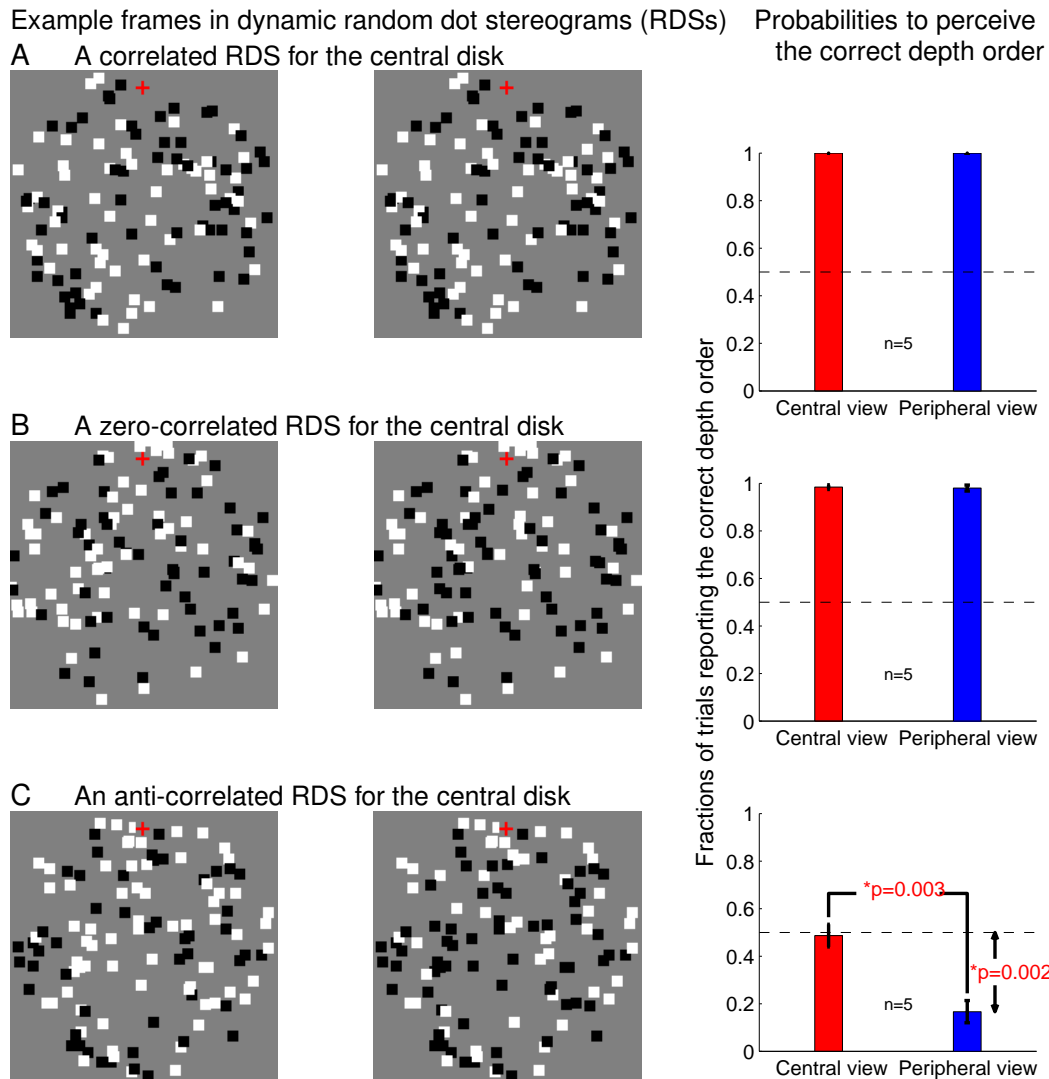 Example frames in dynamic random dot stereograms (RDSs)
Probabilities to perceive
the correct depth order
A A correlated RDS for the central disk
1
0.8
0.6
0.4
0.2
0
n=5
Central view Peripheral view
B A zero-correlated RDS for the central disk
1
0.8
0.6
0.4
0.2
0
n=5
Central view Peripheral view
Fractions of trials reporting the correct depth order
C An anti-correlated RDS for the central disk
1
0.8
0.6
0.4
0.2
0
*p=0.003
*p=0.002
n=5
Central view Peripheral view